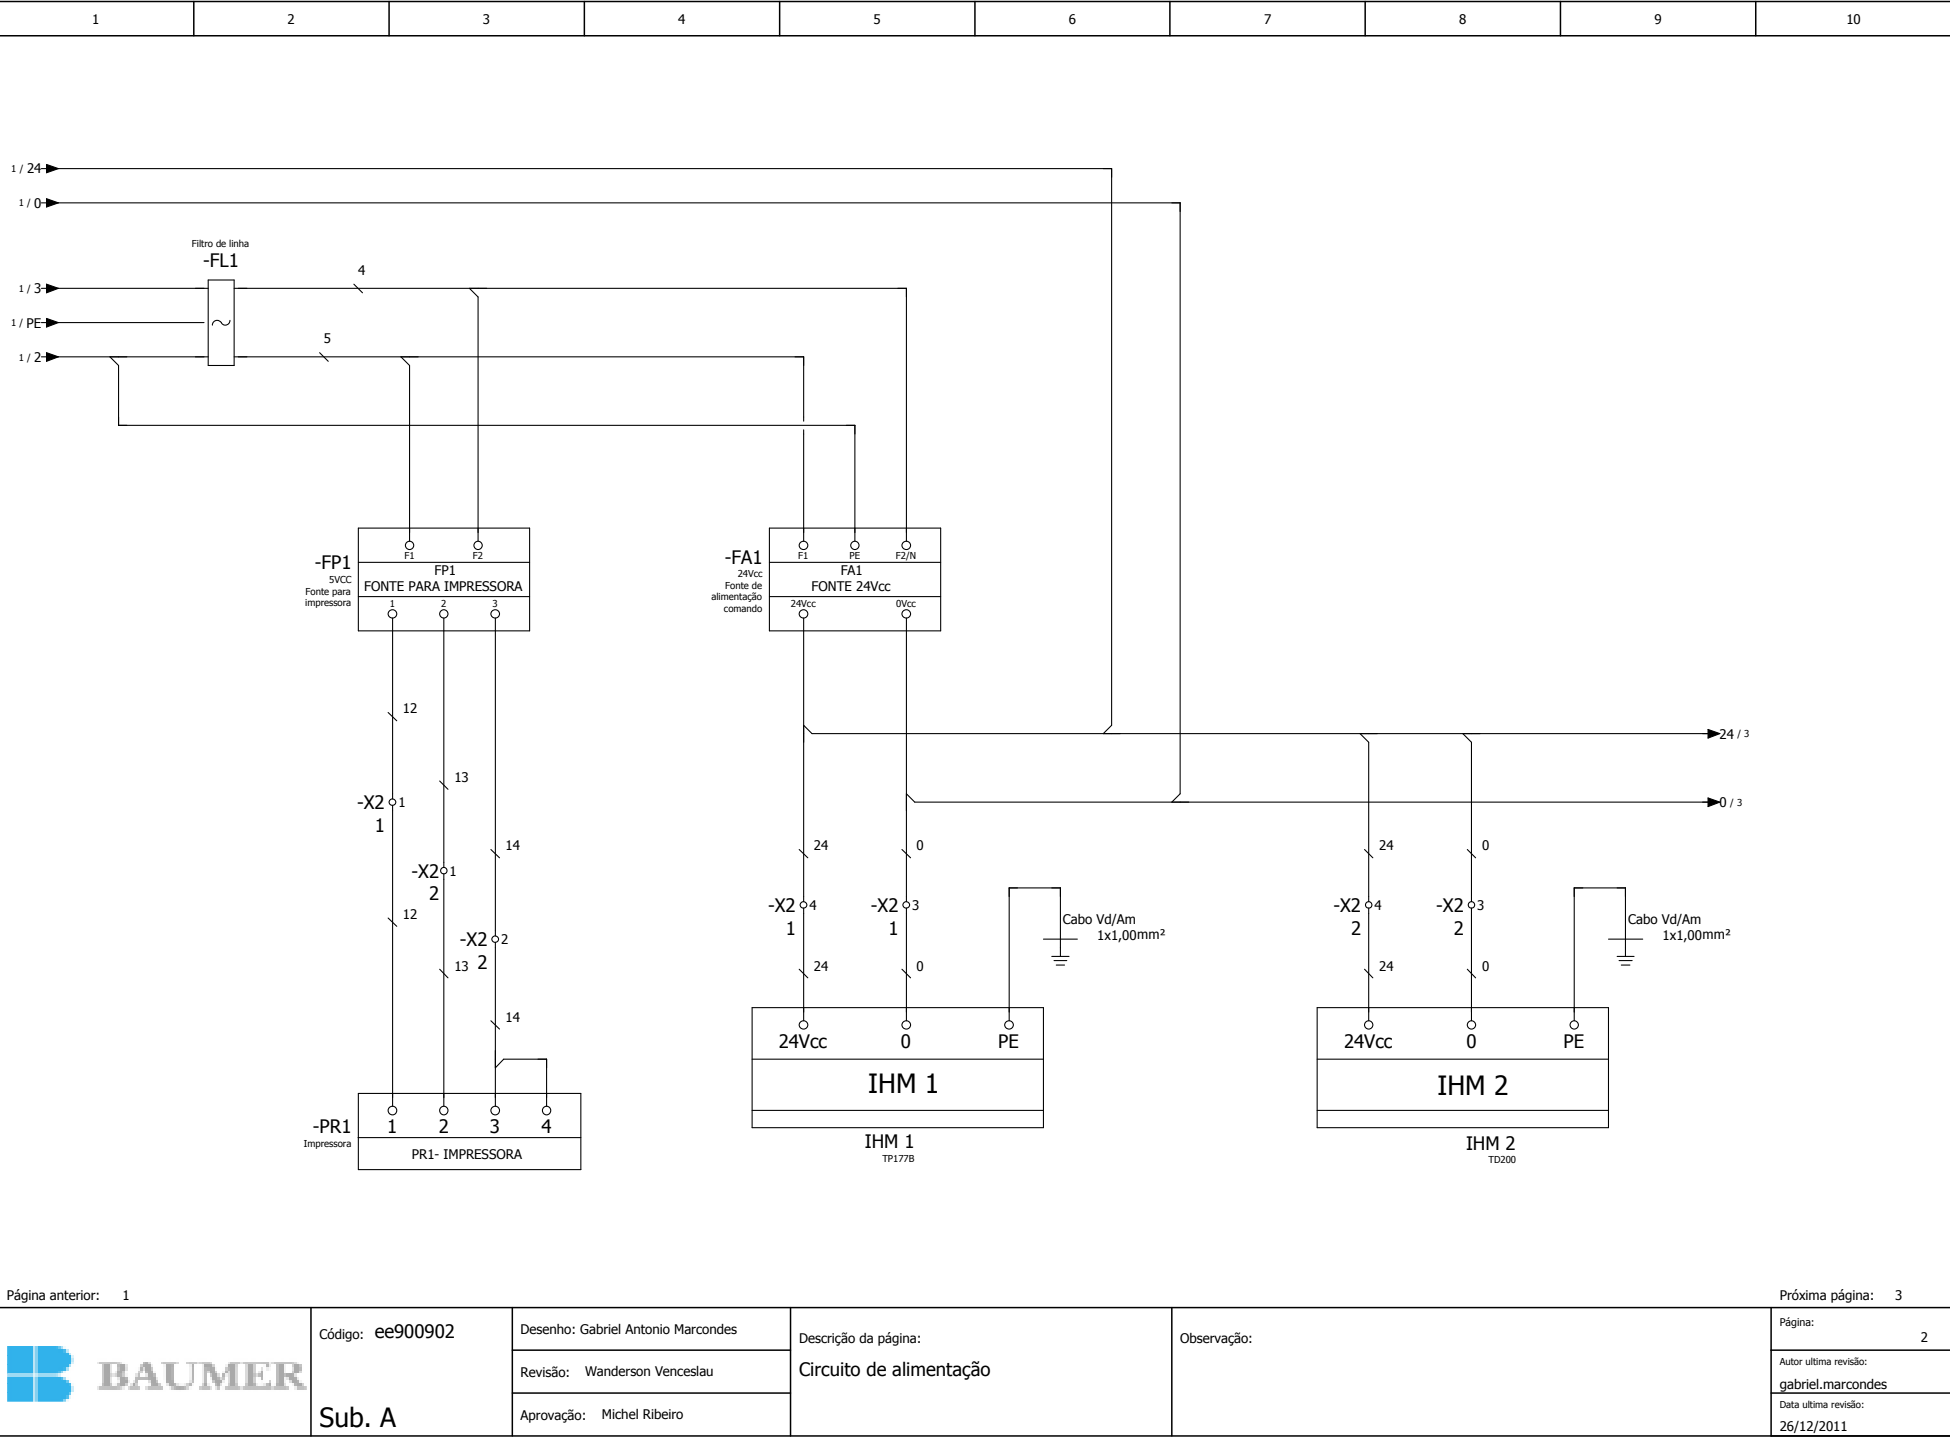 1 2 3 4 5 6 7 8 9 10
1 / 24
1 / 0
Filtro de linha
-FL1
4
1 / 3
1 / PE
5
1 / 2
-FP1
5VCC
Fonte para
impressora
F1 F2
FP1
FONTE PARA IMPRESSORA
1 2 3
-FA1
24Vcc
Fonte de
alimentação
comando
F1 PE F2/N
FA1
FONTE 24Vcc
24Vcc 0Vcc
12
24 / 3
13
-X2 1
1
0 / 3
14
24 0 24 0
-X2 1
2
-X2 4
1
-X2 3
1
-X2 4
2
-X2 3
2
12
Cabo Vd/Am
1x1,00mm²
Cabo Vd/Am
1x1,00mm²
-X2 2
2
13
24 0 24 0
14
24Vcc 0 PE
IHM 1
IHM 1
TP177B
24Vcc 0 PE
IHM 2
IHM 2
TD200
-PR1
Impressora
1 2 3 4
PR1- IMPRESSORA
Página anterior: 1
Próxima página: 3
BAUMER
Código: ee900902
Sub. A
Desenho: Gabriel Antonio Marcondes
Revisão: Wanderson Venceslau
Aprovação: Michel Ribeiro
Descrição da página:
Circuito de alimentação
Observação:
Página:
2
Autor ultima revisão:
gabriel.marcondes
Data ultima revisão:
26/12/2011